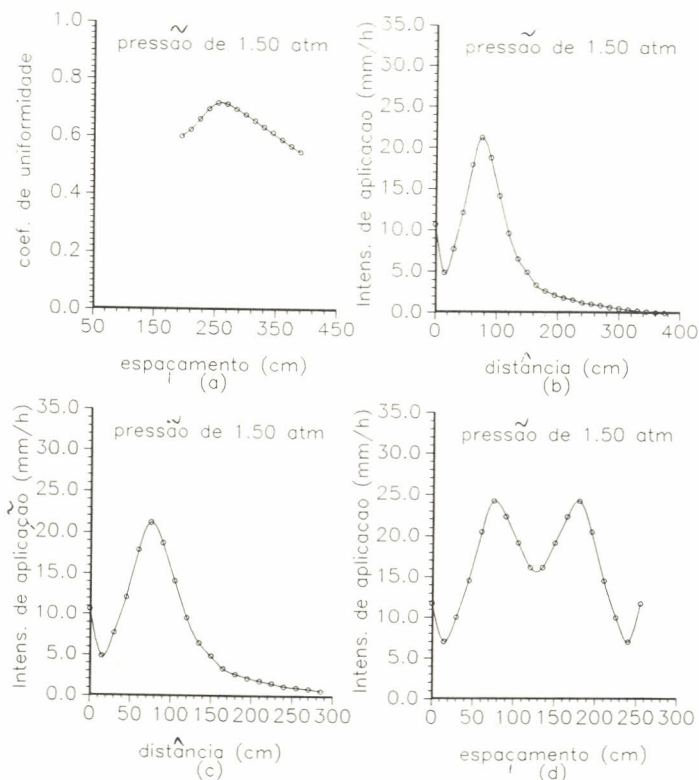 pressão de 1.50 atm
coef. de uniformidade
1.0
0.8
0.6
0.4
0.2
0.0
50 150 250 350 450
espaçamento (cm)
(a)
pressão de 1.50 atm
Intens. de aplicacao (mm/h)
35.0
30.0
25.0
20.0
15.0
10.0
5.0
0.0
0 100 200 300 400
distância (cm)
(b)
pressão de 1.50 atm
Intens. de aplicação (mm/h)
35.0
30.0
25.0
20.0
15.0
10.0
5.0
0.0
0 50 100 150 200 250 300
distância (cm)
(c)
pressão de 1.50 atm
Intens. de aplicacao (mm/h)
35.0
30.0
25.0
20.0
15.0
10.0
5.0
0.0
0 50 100 150 200 250 300
espaçamento (cm)
(d)